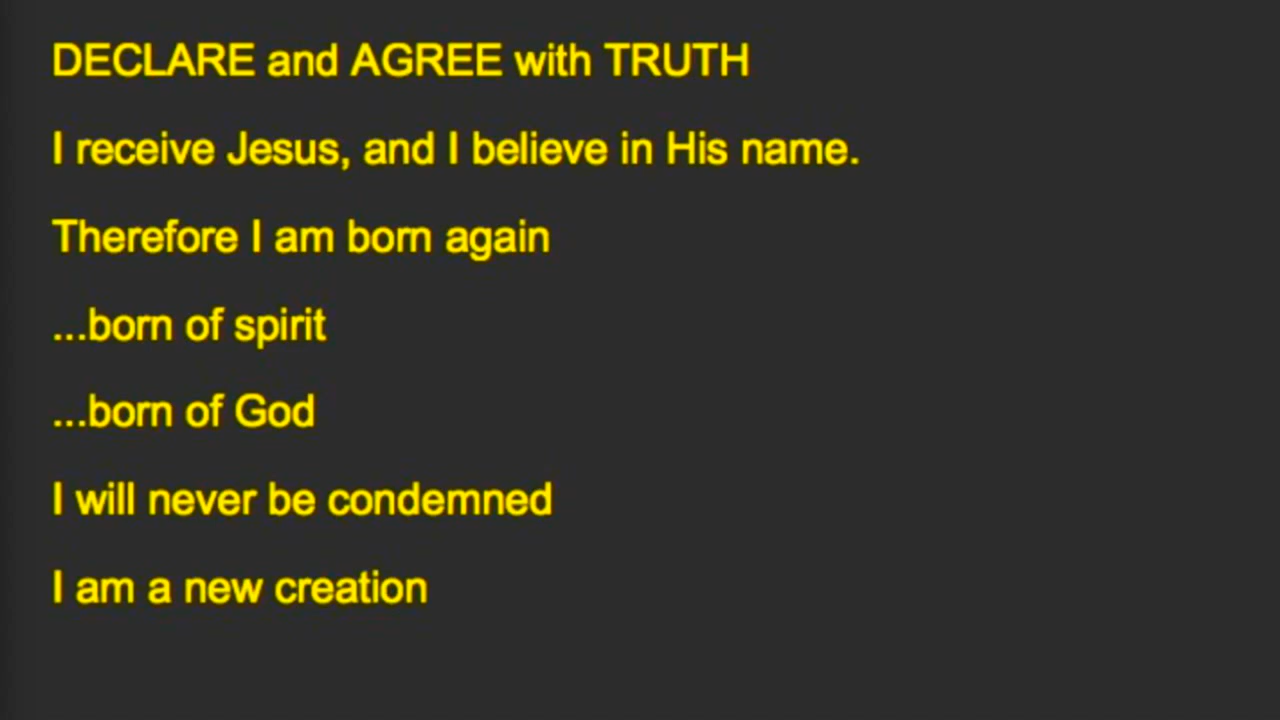 DECLARE and AGREE with TRUTH
I receive Jesus, and I believe in His name.
Therefore I am born again
...born of spirit
...born of God
I will never be condemned
I am a new creation